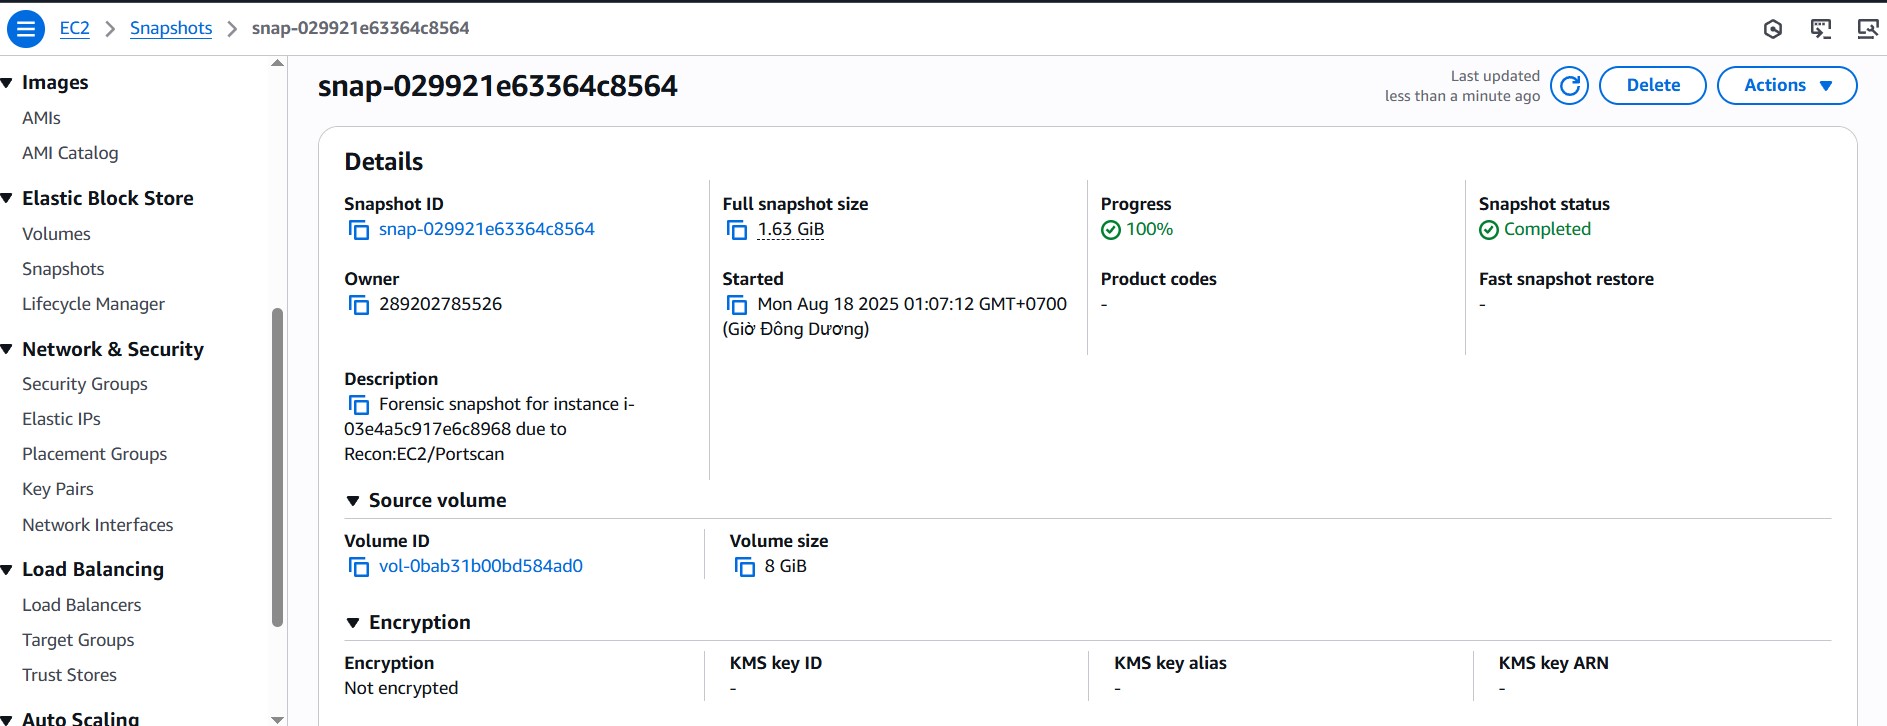 EC2 > Snapshots > snap-029921e63364c8564
Images
AMIs
AMI Catalog
Elastic Block Store
Volumes
Snapshots
Lifecycle Manager
Network & Security
Security Groups
Elastic IPs
Placement Groups
Key Pairs
Network Interfaces
Load Balancing
Load Balancers
Target Groups
Trust Stores
Auto Scaling
snap-029921e63364c8564
Last updated
less than a minute ago
Delete
Actions
Details
Snapshot ID
snap-029921e63364c8564
Full snapshot size
1.63 GiB
Progress
100%
Snapshot status
Completed
Owner
289202785526
Started
Mon Aug 18 2025 01:07:12 GMT+0700
(Giờ Đông Dương)
Product codes
-
Fast snapshot restore
-
Description
Forensic snapshot for instance i-
03e4a5c917e6c8968 due to
Recon:EC2/Portscan
Source volume
Volume ID
vol-0bab31b00bd584ad0
Volume size
8 GiB
Encryption
Encryption
Not encrypted
KMS key ID
-
KMS key alias
-
KMS key ARN
-